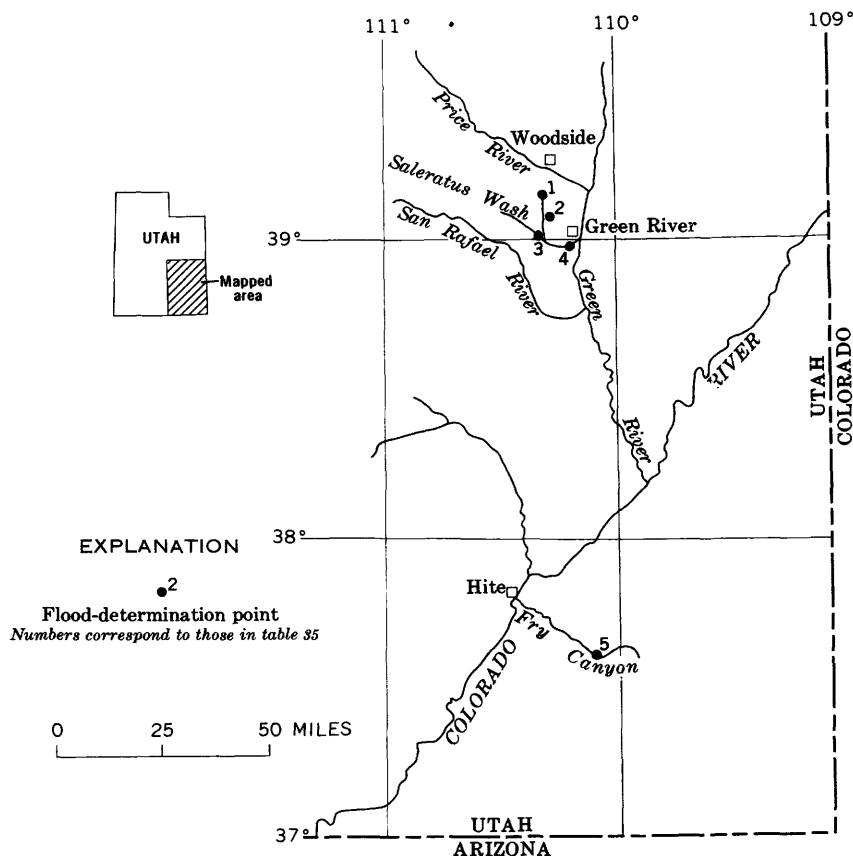 111°
110°
109°
Price River
Woodside
Saleratus Wash
1
2
3
4
Green River
San Rafael River
39°
UTAH
Mapped area
Green River
RIVER
UTAH
COLORADO
38°
EXPLANATION
2
Flood-determination point
Numbers correspond to those in table 35
Hite
Fry Canyon
5
COLORADO
0 25 50 MILES
37°
UTAH
ARIZONA